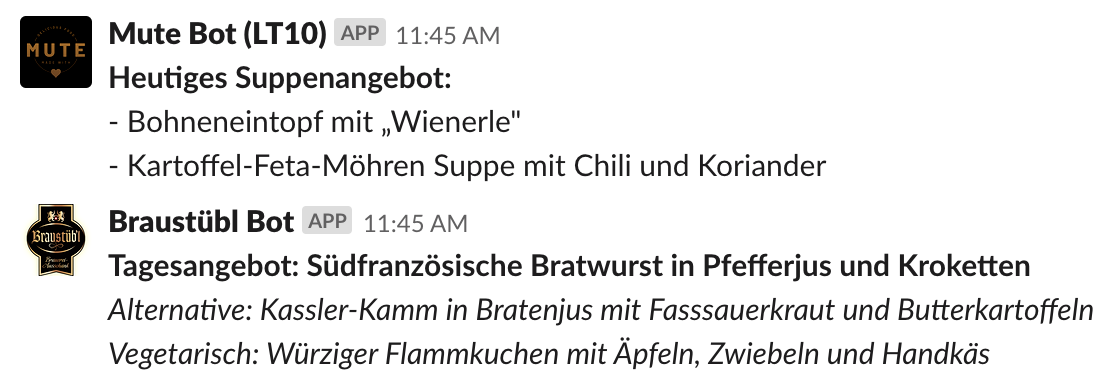 MUTE
Mute Bot (LT10) APP 11:45 AM
Heutiges Suppenangebot:
- Bohneneintopf mit „Wienerle"
- Kartoffel-Feta-Möhren Suppe mit Chili und Koriander
Braustübl
Braustübl Bot APP 11:45 AM
Tagesangebot: Südfranzösische Bratwurst in Pfefferjus und Kroketten
Alternative: Kassler-Kamm in Bratenjus mit Fasssauerkraut und Butterkartoffeln
Vegetarisch: Würziger Flammkuchen mit Äpfeln, Zwiebeln und Handkäs